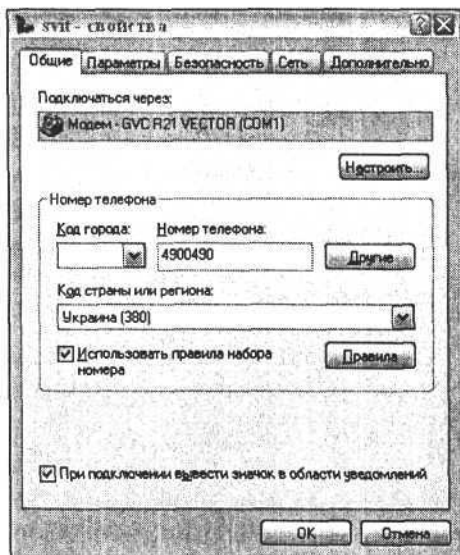 svit - свойства
Общие Параметры Безопасность Сеть Дополнительно
Подключаться через:
Модем - GVC R21 VECTOR (COM1)
Настроить...
Номер телефона
Код города: Номер телефона:
4900490 Другие
Код страны или региона:
Украина (380)
Использовать правила набора номера Правила
При подключении вывести значок в области уведомлений
OK Отмена